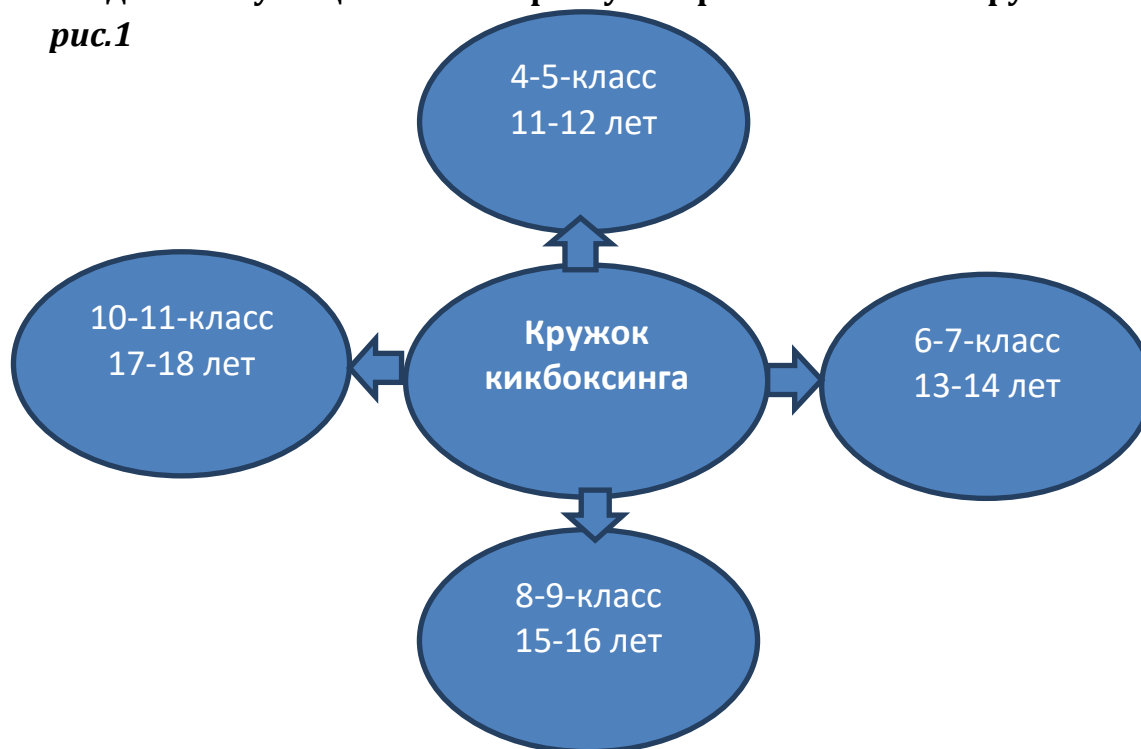 рис.1
4-5-класс
11-12 лет
10-11-класс
17-18 лет
Кружок
кикбоксинга
6-7-класс
13-14 лет
8-9-класс
15-16 лет